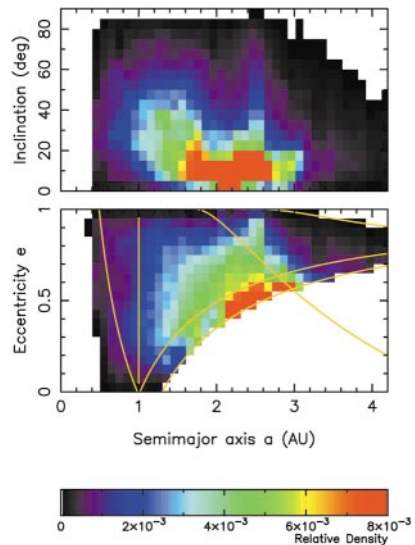 80
60
40
20
0
Inclination (deg)
1
0.5
0
Eccentricity e
0 1 2 3 4
Semimajor axis a (AU)
0 2×10⁻³ 4×10⁻³ 6×10⁻³ 8×10⁻³
Relative Density